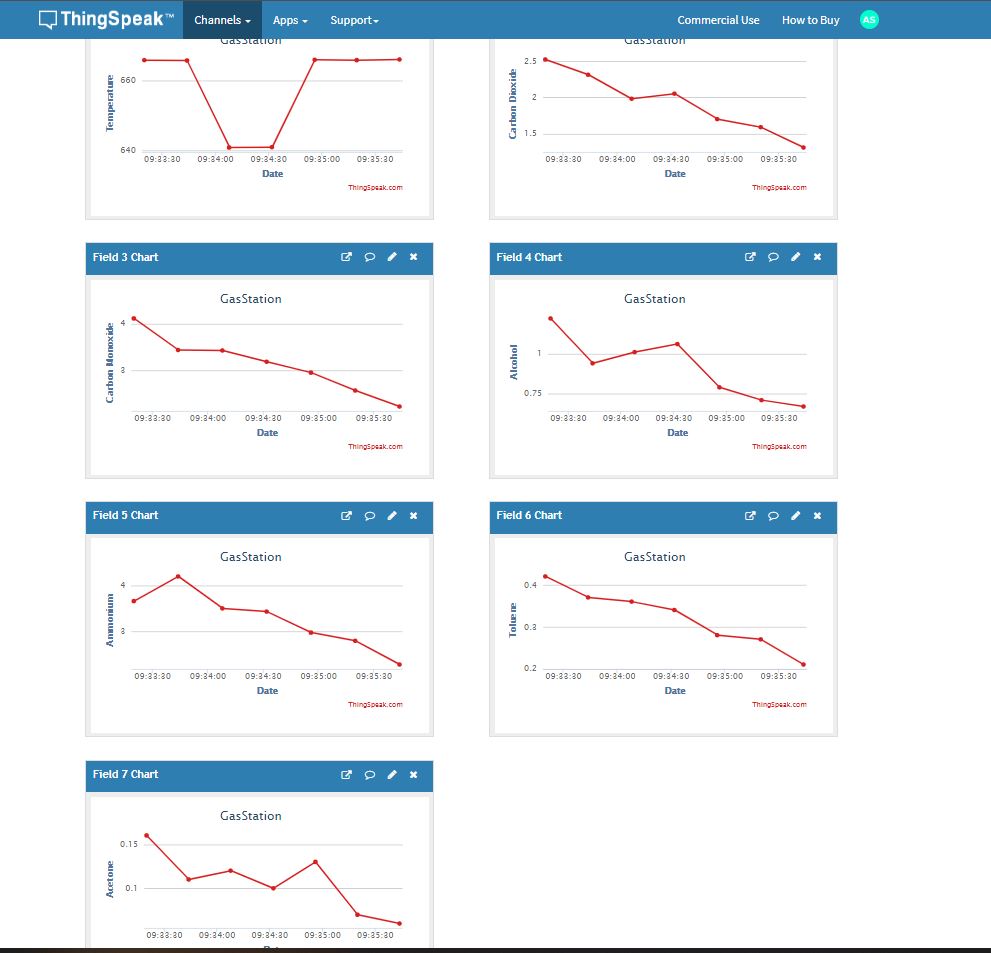 ThingSpeak™ Channels Apps Support Commercial Use How to Buy AS
GasStation
Temperature
660
640
09:33:30 09:34:00 09:34:30 09:35:00 09:35:30
Date
ThingSpeak.com
GasStation
Carbon Dioxide
2.5
2
1.5
09:33:30 09:34:00 09:34:30 09:35:00 09:35:30
Date
ThingSpeak.com
Field 3 Chart
GasStation
Carbon Monoxide
4
3
09:33:30 09:34:00 09:34:30 09:35:00 09:35:30
Date
ThingSpeak.com
Field 4 Chart
GasStation
Alcohol
1
0.75
09:33:30 09:34:00 09:34:30 09:35:00 09:35:30
Date
ThingSpeak.com
Field 5 Chart
GasStation
Ammonium
4
3
09:33:30 09:34:00 09:34:30 09:35:00 09:35:30
Date
ThingSpeak.com
Field 6 Chart
GasStation
Toluene
0.4
0.3
0.2
09:33:30 09:34:00 09:34:30 09:35:00 09:35:30
Date
ThingSpeak.com
Field 7 Chart
GasStation
Acetone
0.15
0.1
09:33:30 09:34:00 09:34:30 09:35:00 09:35:30